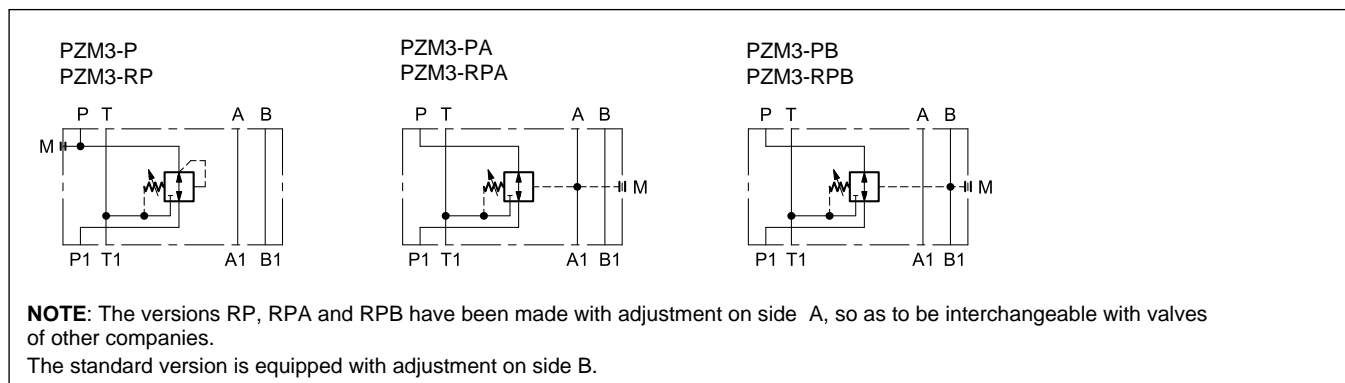 PZM3-P
PZM3-RP
P T A B
M
P1 T1 A1 B1
PZM3-PA
PZM3-RPA
P T A B
M
P1 T1 A1 B1
PZM3-PB
PZM3-RPB
P T A B
M
P1 T1 A1 B1
NOTE: The versions RP, RPA and RPB have been made with adjustment on side A, so as to be interchangeable with valves
of other companies.
The standard version is equipped with adjustment on side B.